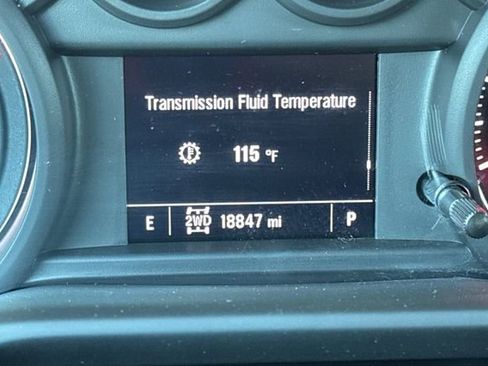 Transmission Fluid Temperature
115 °F
E 2WD 18847 mi P